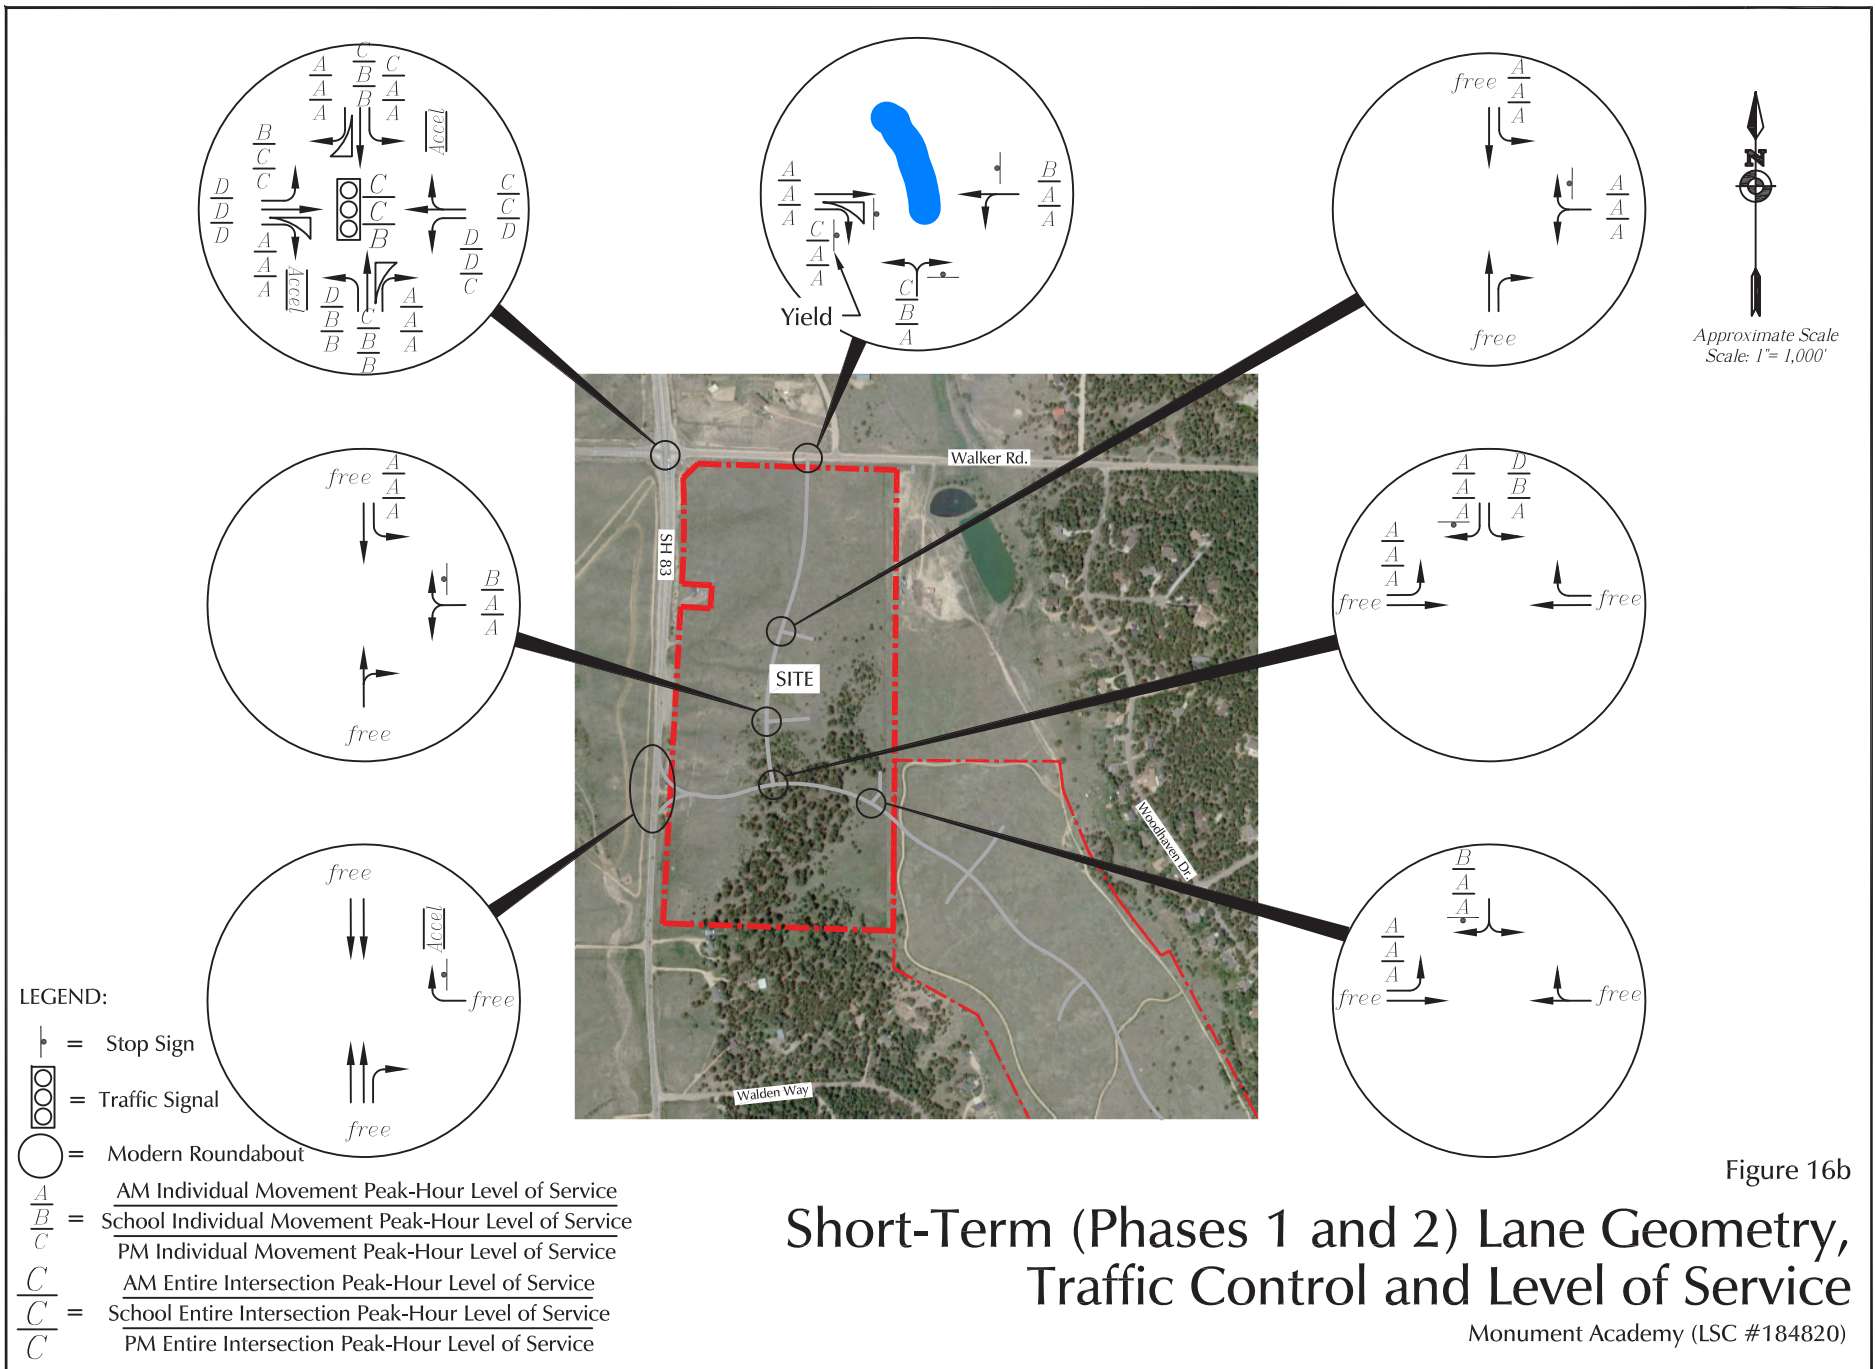 C
B
B
A
A
A
C
A
A
Accel
B
C
C
D
D
D
C
C
B
C
C
D
D
D
C
A
A
A
Accel
D
B
B
C
B
B
A
A
A
A
A
A
B
A
A
C
A
A
C
B
A
Yield
free
A
A
A
A
A
A
free
N
Approximate Scale
Scale: 1"= 1,000'
Walker Rd.
SH 83
SITE
Woodhaven Dr.
Walden Way
free
A
A
A
B
A
A
free
A
A
A
D
B
A
A
A
A
free
free
free
Accel
free
free
B
A
A
A
A
A
free
free
LEGEND:
= Stop Sign
= Traffic Signal
= Modern Roundabout
A
B
C
=
AM Individual Movement Peak-Hour Level of Service
School Individual Movement Peak-Hour Level of Service
PM Individual Movement Peak-Hour Level of Service
C
C
C
=
AM Entire Intersection Peak-Hour Level of Service
School Entire Intersection Peak-Hour Level of Service
PM Entire Intersection Peak-Hour Level of Service
Figure 16b
Short-Term (Phases 1 and 2) Lane Geometry,
Traffic Control and Level of Service
Monument Academy (LSC #184820)